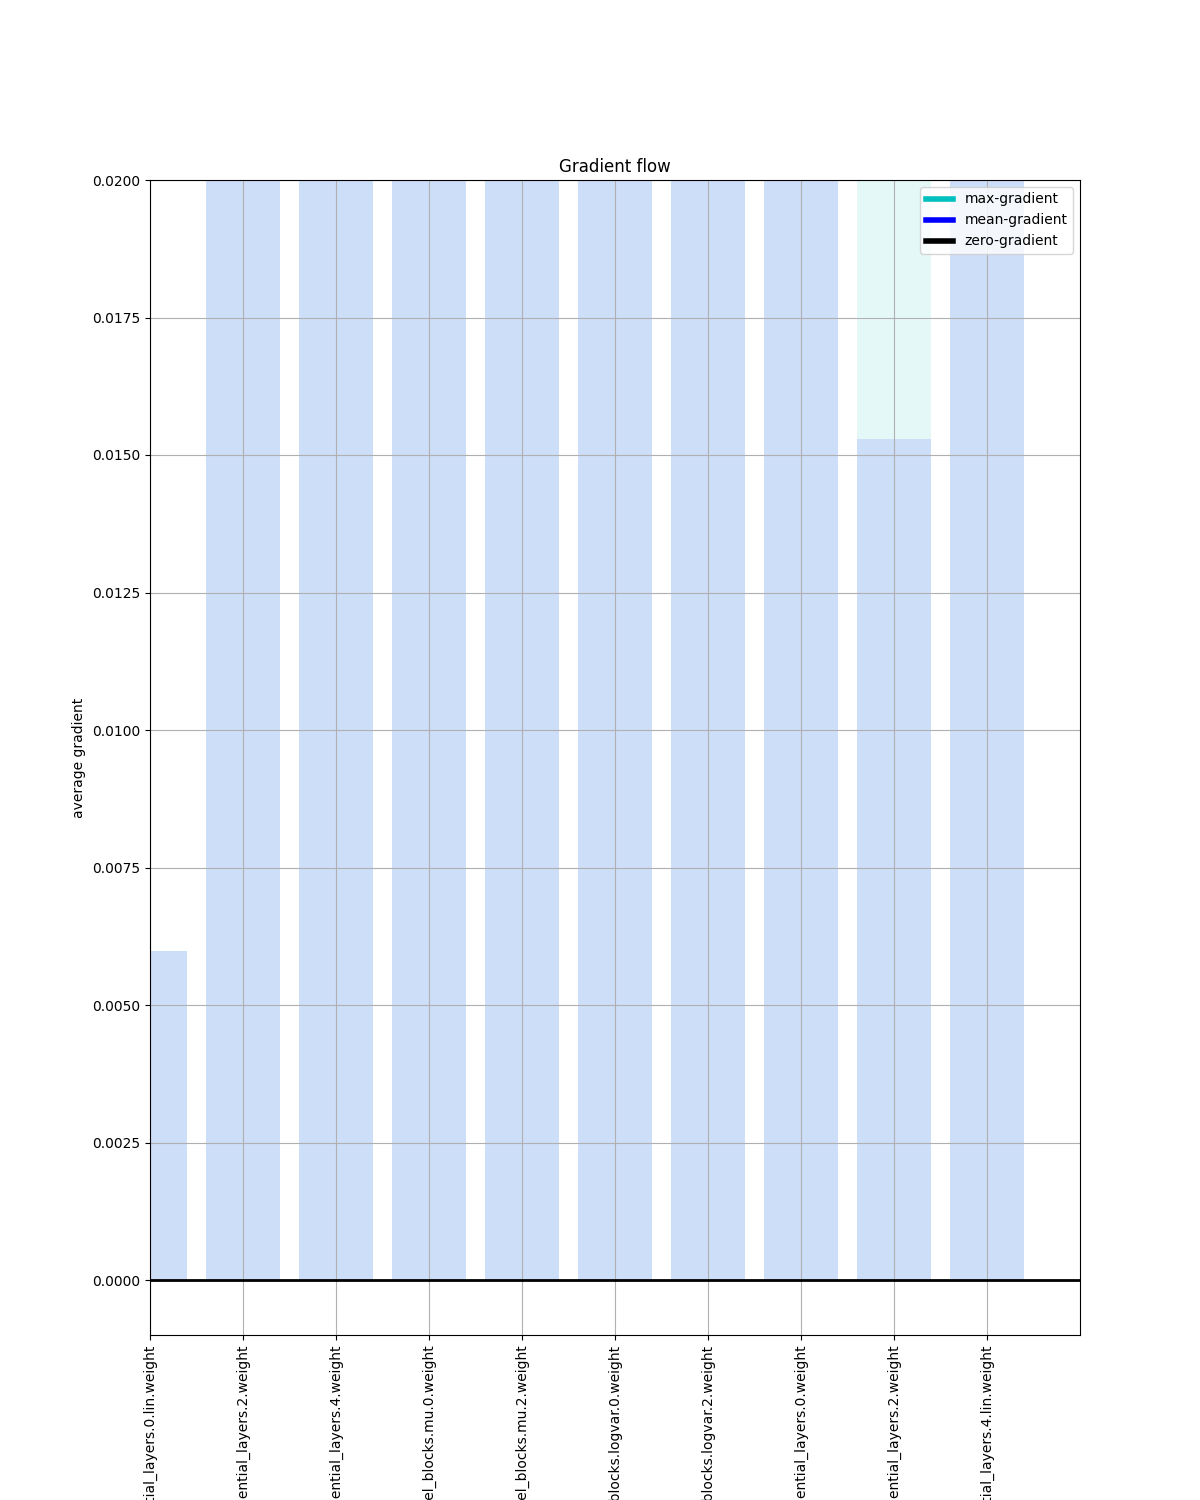 Gradient flow
max-gradient
mean-gradient
zero-gradient
0.0200
0.0175
0.0150
0.0125
0.0100
0.0075
0.0050
0.0025
0.0000
average gradient
tial_layers.0.lin.weight
ential_layers.2.weight
ential_layers.4.weight
el_blocks.mu.0.weight
el_blocks.mu.2.weight
blocks.logvar.0.weight
blocks.logvar.2.weight
ential_layers.0.weight
ential_layers.2.weight
tial_layers.4.lin.weight